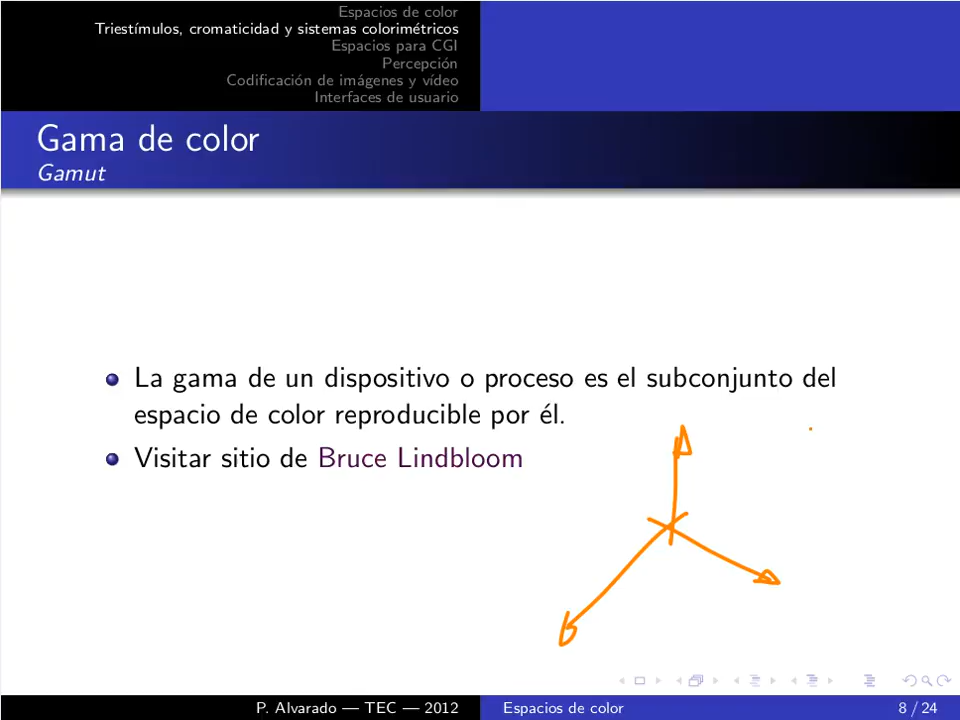 Espacios de color
Triestímulos, cromaticidad y sistemas colorimétricos
Espacios para CGI
Percepción
Codificación de imágenes y vídeo
Interfaces de usuario
Gama de color
Gamut
La gama de un dispositivo o proceso es el subconjunto del
espacio de color reproducible por él.
Visitar sitio de Bruce Lindbloom
P. Alvarado — TEC — 2012
Espacios de color
8 / 24